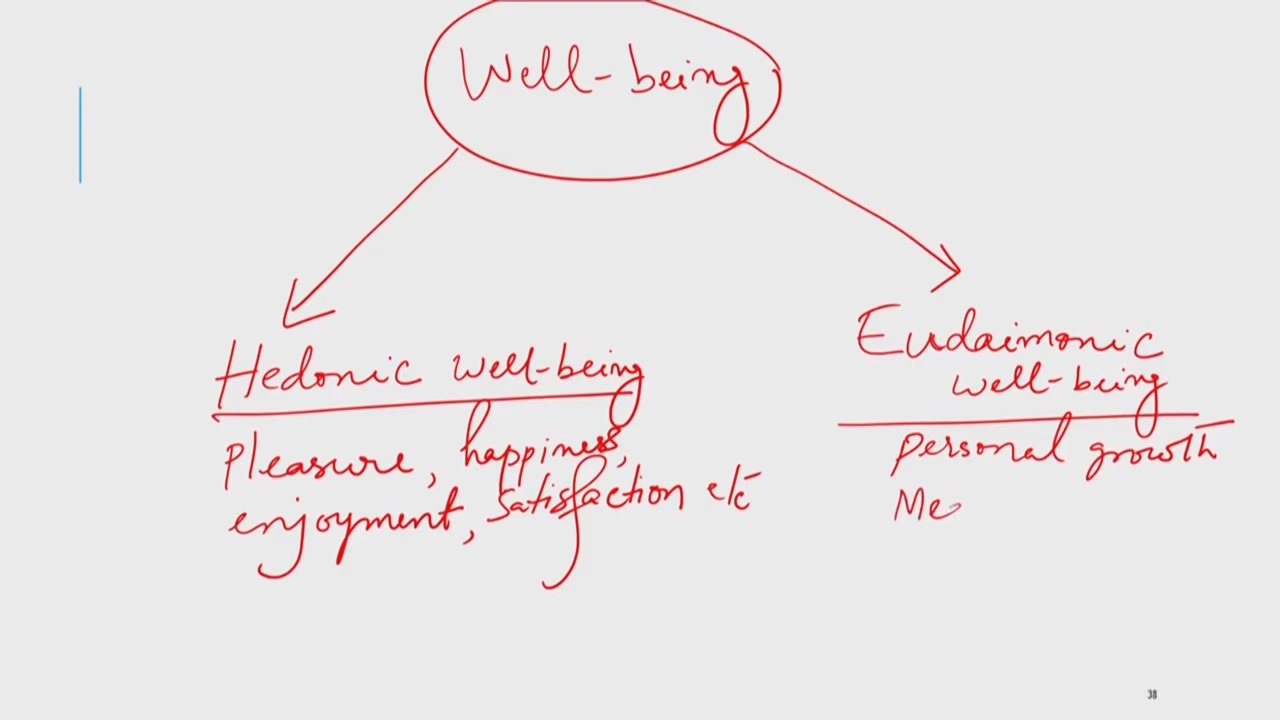 Well-being
Hedonic well-being
Pleasure, happiness,
enjoyment, satisfaction etc
Eudaimonic
well-being
personal growth
Me
38